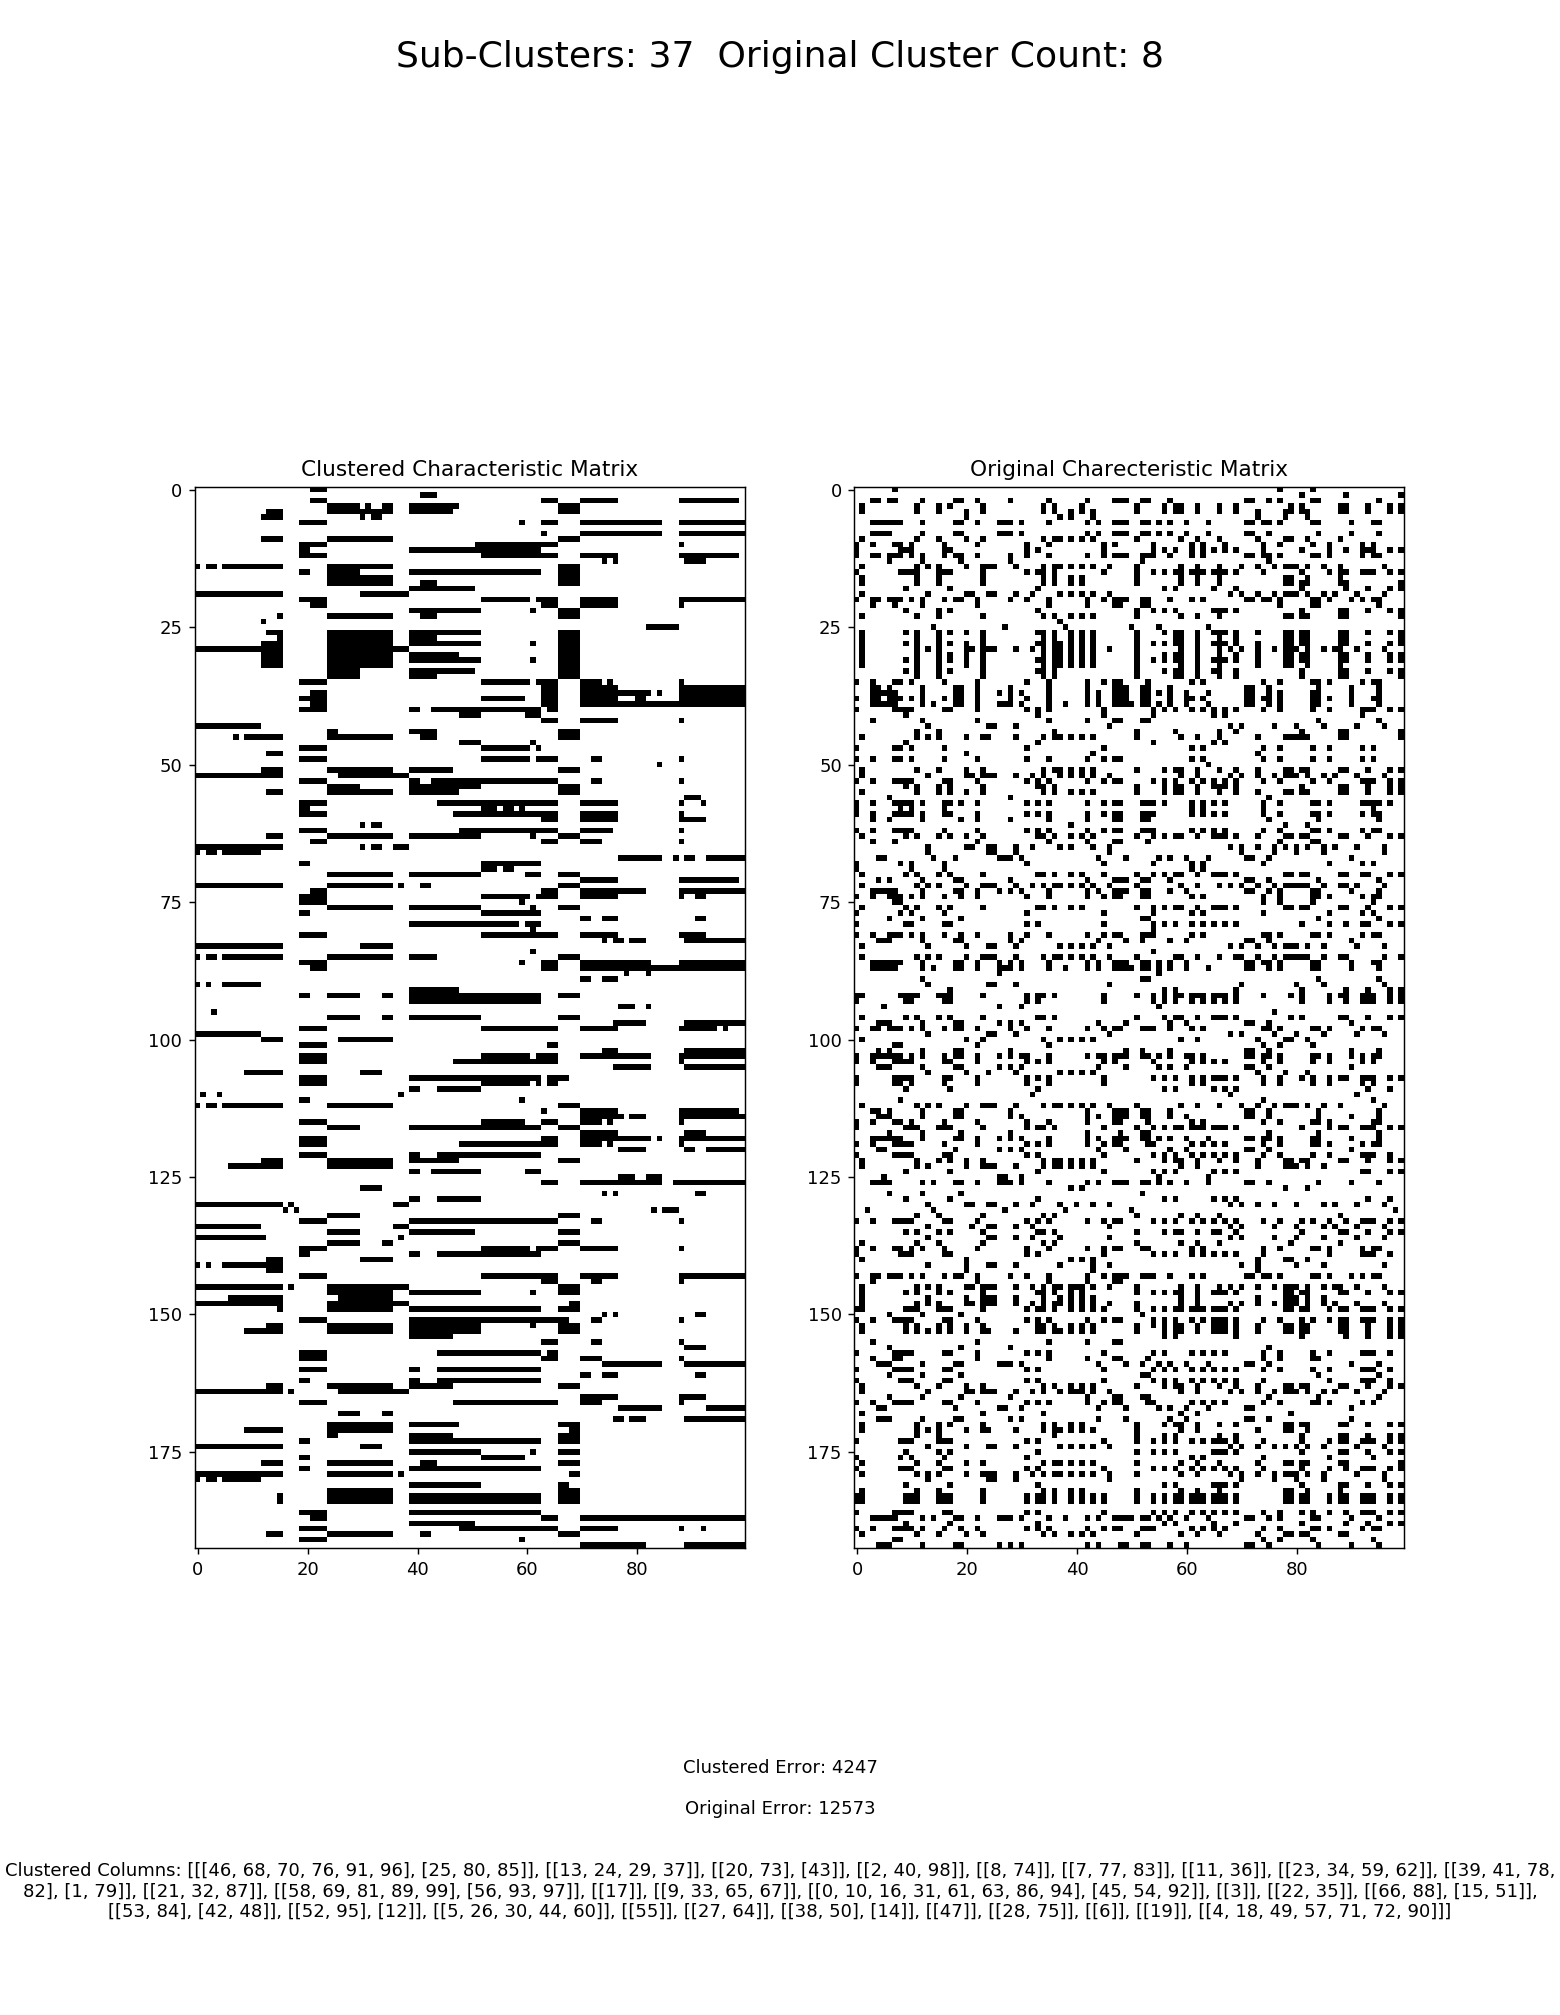 Sub-Clusters: 37  Original Cluster Count: 8
Clustered Characteristic Matrix
0
25
50
75
100
125
150
175
0 20 40 60 80
Original Charecteristic Matrix
0
25
50
75
100
125
150
175
0 20 40 60 80
Clustered Error: 4247
Original Error: 12573
Clustered Columns: [[[46, 68, 70, 76, 91, 96], [25, 80, 85]], [[13, 24, 29, 37]], [[20, 73], [43]], [[2, 40, 98]], [[8, 74]], [[7, 77, 83]], [[11, 36]], [[23, 34, 59, 62]], [[39, 41, 78,
82], [1, 79]], [[21, 32, 87]], [[58, 69, 81, 89, 99], [56, 93, 97]], [[17]], [[9, 33, 65, 67]], [[0, 10, 16, 31, 61, 63, 86, 94], [45, 54, 92]], [[3]], [[22, 35]], [[66, 88], [15, 51]],
[[53, 84], [42, 48]], [[52, 95], [12]], [[5, 26, 30, 44, 60]], [[55]], [[27, 64]], [[38, 50], [14]], [[47]], [[28, 75]], [[6]], [[19]], [[4, 18, 49, 57, 71, 72, 90]]]